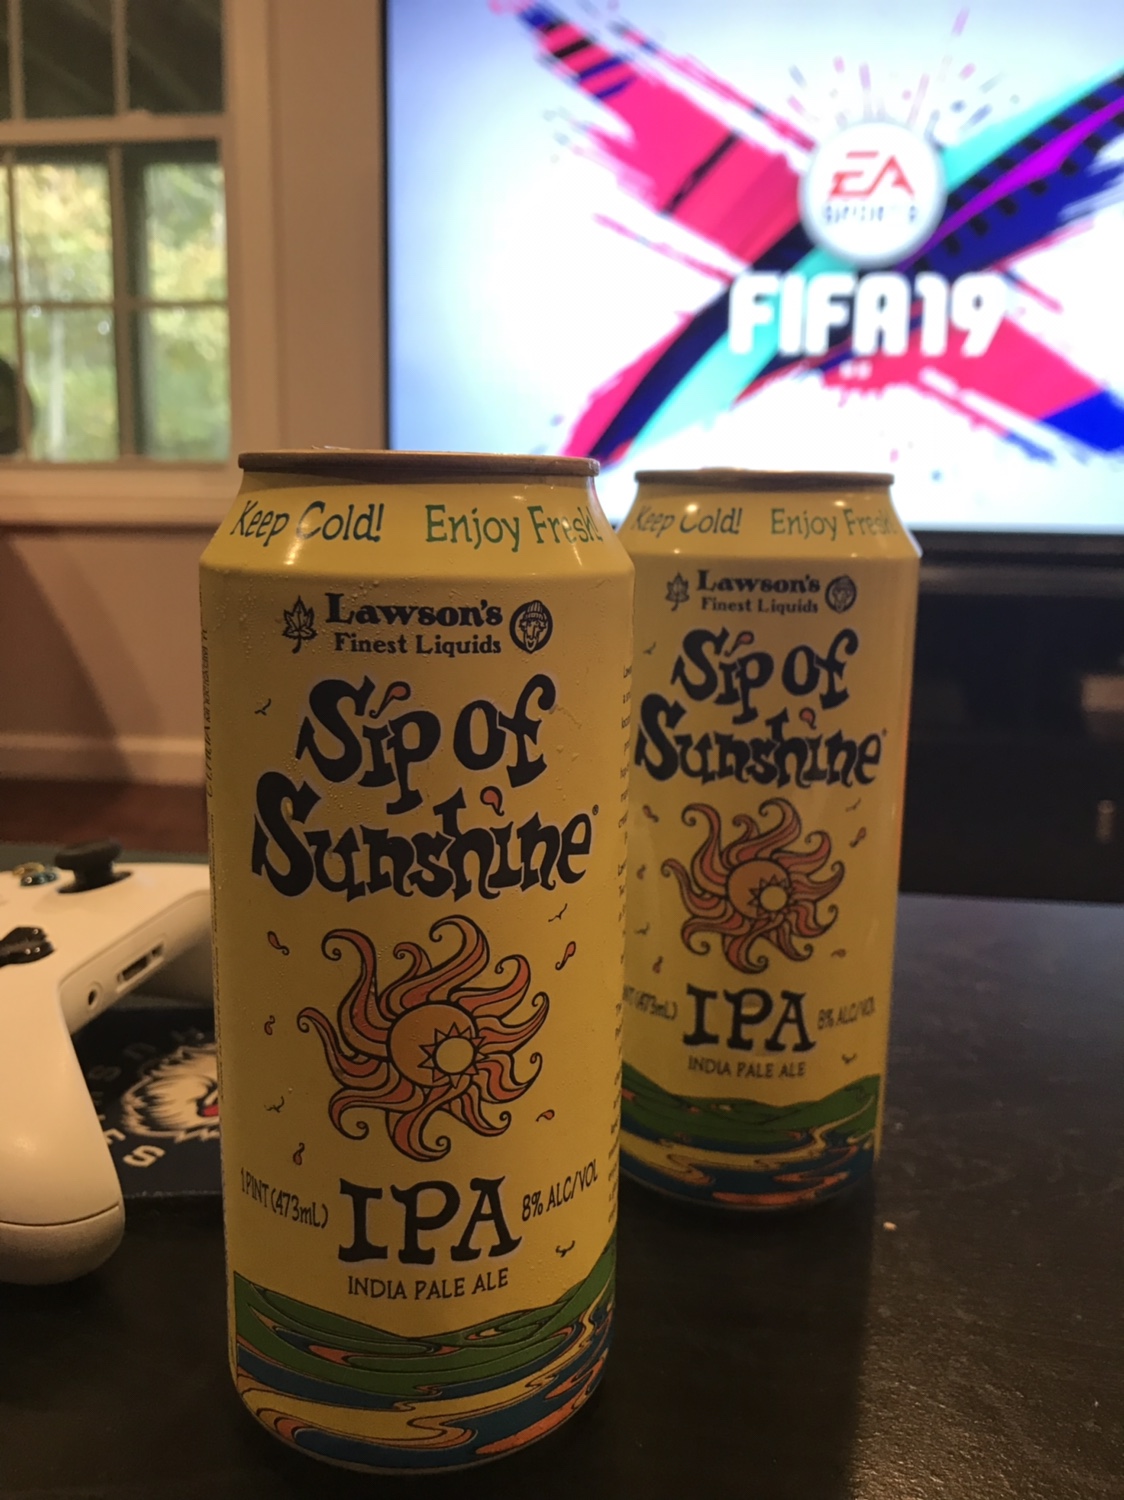 EA
SPORTS
FIFA19
Keep Cold! Enjoy Fresh!
Lawson's
Finest Liquids
Sip of
Sunshine®
1 PINT (473mL) IPA 8% ALC/VOL
INDIA PALE ALE
Keep Cold! Enjoy Fresh!
Lawson's
Finest Liquids
Sip of
Sunshine
(473mL) IPA 8% ALC/VOL
INDIA PALE ALE